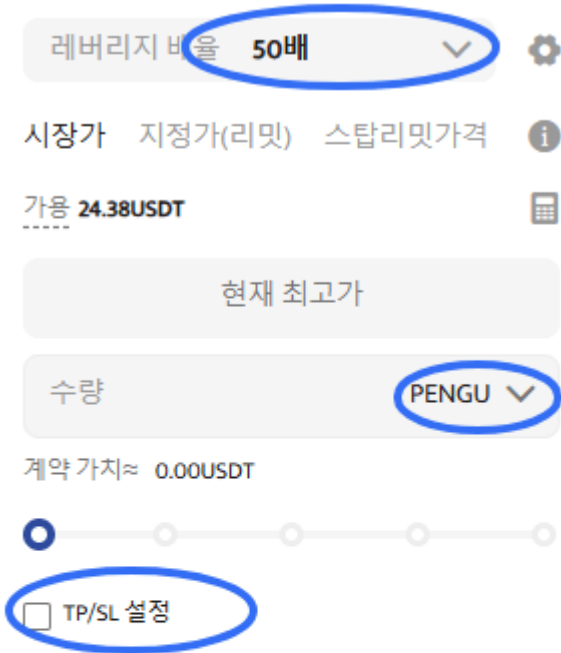 레버리지 비율 50배
시장가 지정가(리밋) 스탑리밋가격
가용 24.38USDT
현재 최고가
수량 PENGU
계약 가치≈ 0.00USDT
TP/SL 설정